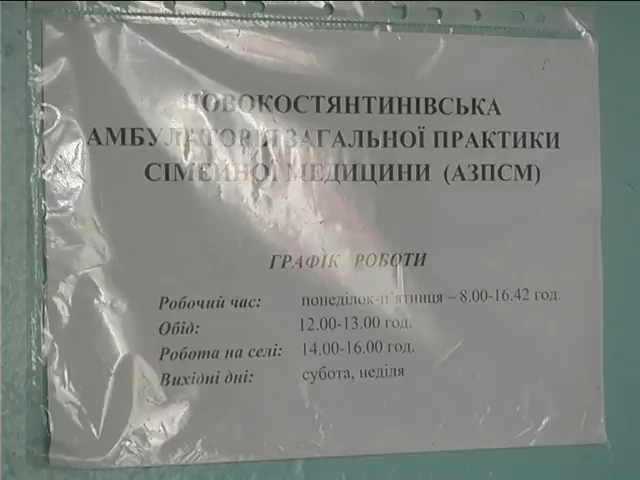 НОВОКОСТЯНТИНІВСЬКА
АМБУЛАТОРІЯ ЗАГАЛЬНОЇ ПРАКТИКИ
СІМЕЙНОЇ МЕДИЦИНИ (АЗПСМ)
ГРАФІК РОБОТИ
Робочий час: понеділок-п'ятниця – 8.00-16.42 год.
Обід: 12.00-13.00 год.
Робота на селі: 14.00-16.00 год.
Вихідні дні: субота, неділя